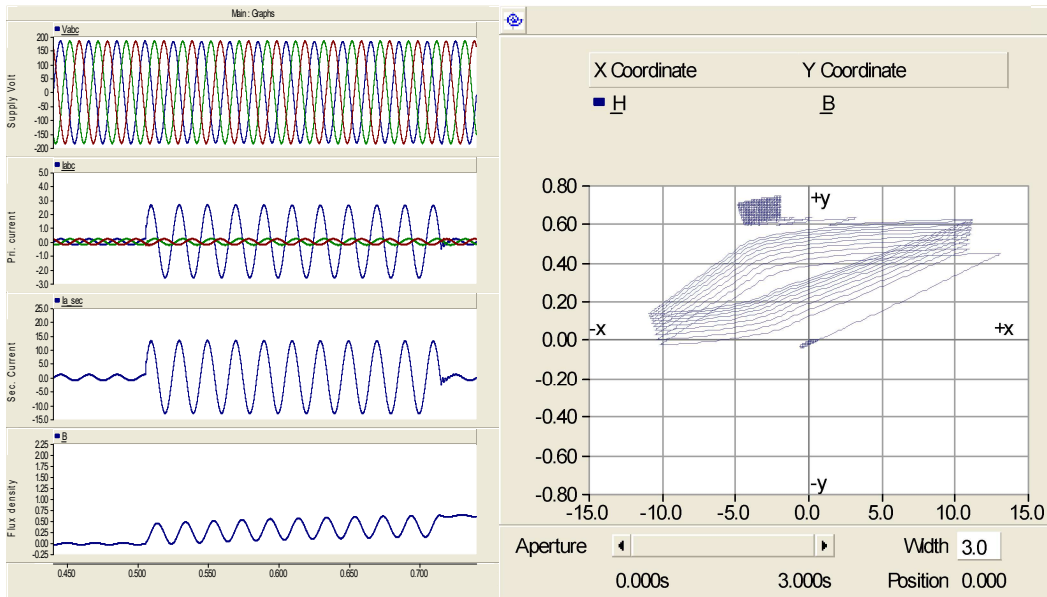 Main : Graphs
Vabc
Supply Volt
200
150
100
50
0
-50
-100
-150
-200
Iabc
Pri. current
5.0
4.0
3.0
2.0
1.0
0.0
-1.0
-2.0
-3.0
Ia_sec
Sec. Current
25.0
20.0
15.0
10.0
5.0
0.0
-5.0
-10.0
-15.0
B
Flux density
2.25
2.00
1.75
1.50
1.25
1.00
0.75
0.50
0.25
0.00
-0.25
0.450 0.500 0.550 0.600 0.650 0.700
X Coordinate Y Coordinate
H B
0.80
0.60
0.40
0.20
0.00
-0.20
-0.40
-0.60
-0.80
+y
-x +x
-y
-15.0 -10.0 -5.0 0.0 5.0 10.0 15.0
Aperture Width 3.0
0.000s 3.000s Position 0.000